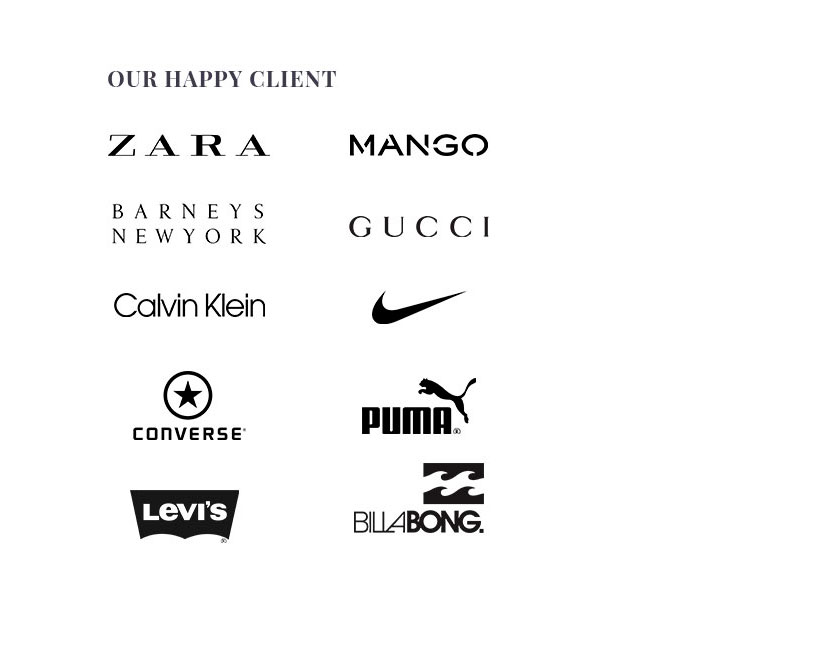 OUR HAPPY CLIENT
ZARA
MANGO
BARNEYS
NEWYORK
GUCCI
Calvin Klein
CONVERSE®
PUMA®
LEVI'S
®
BILLABONG.